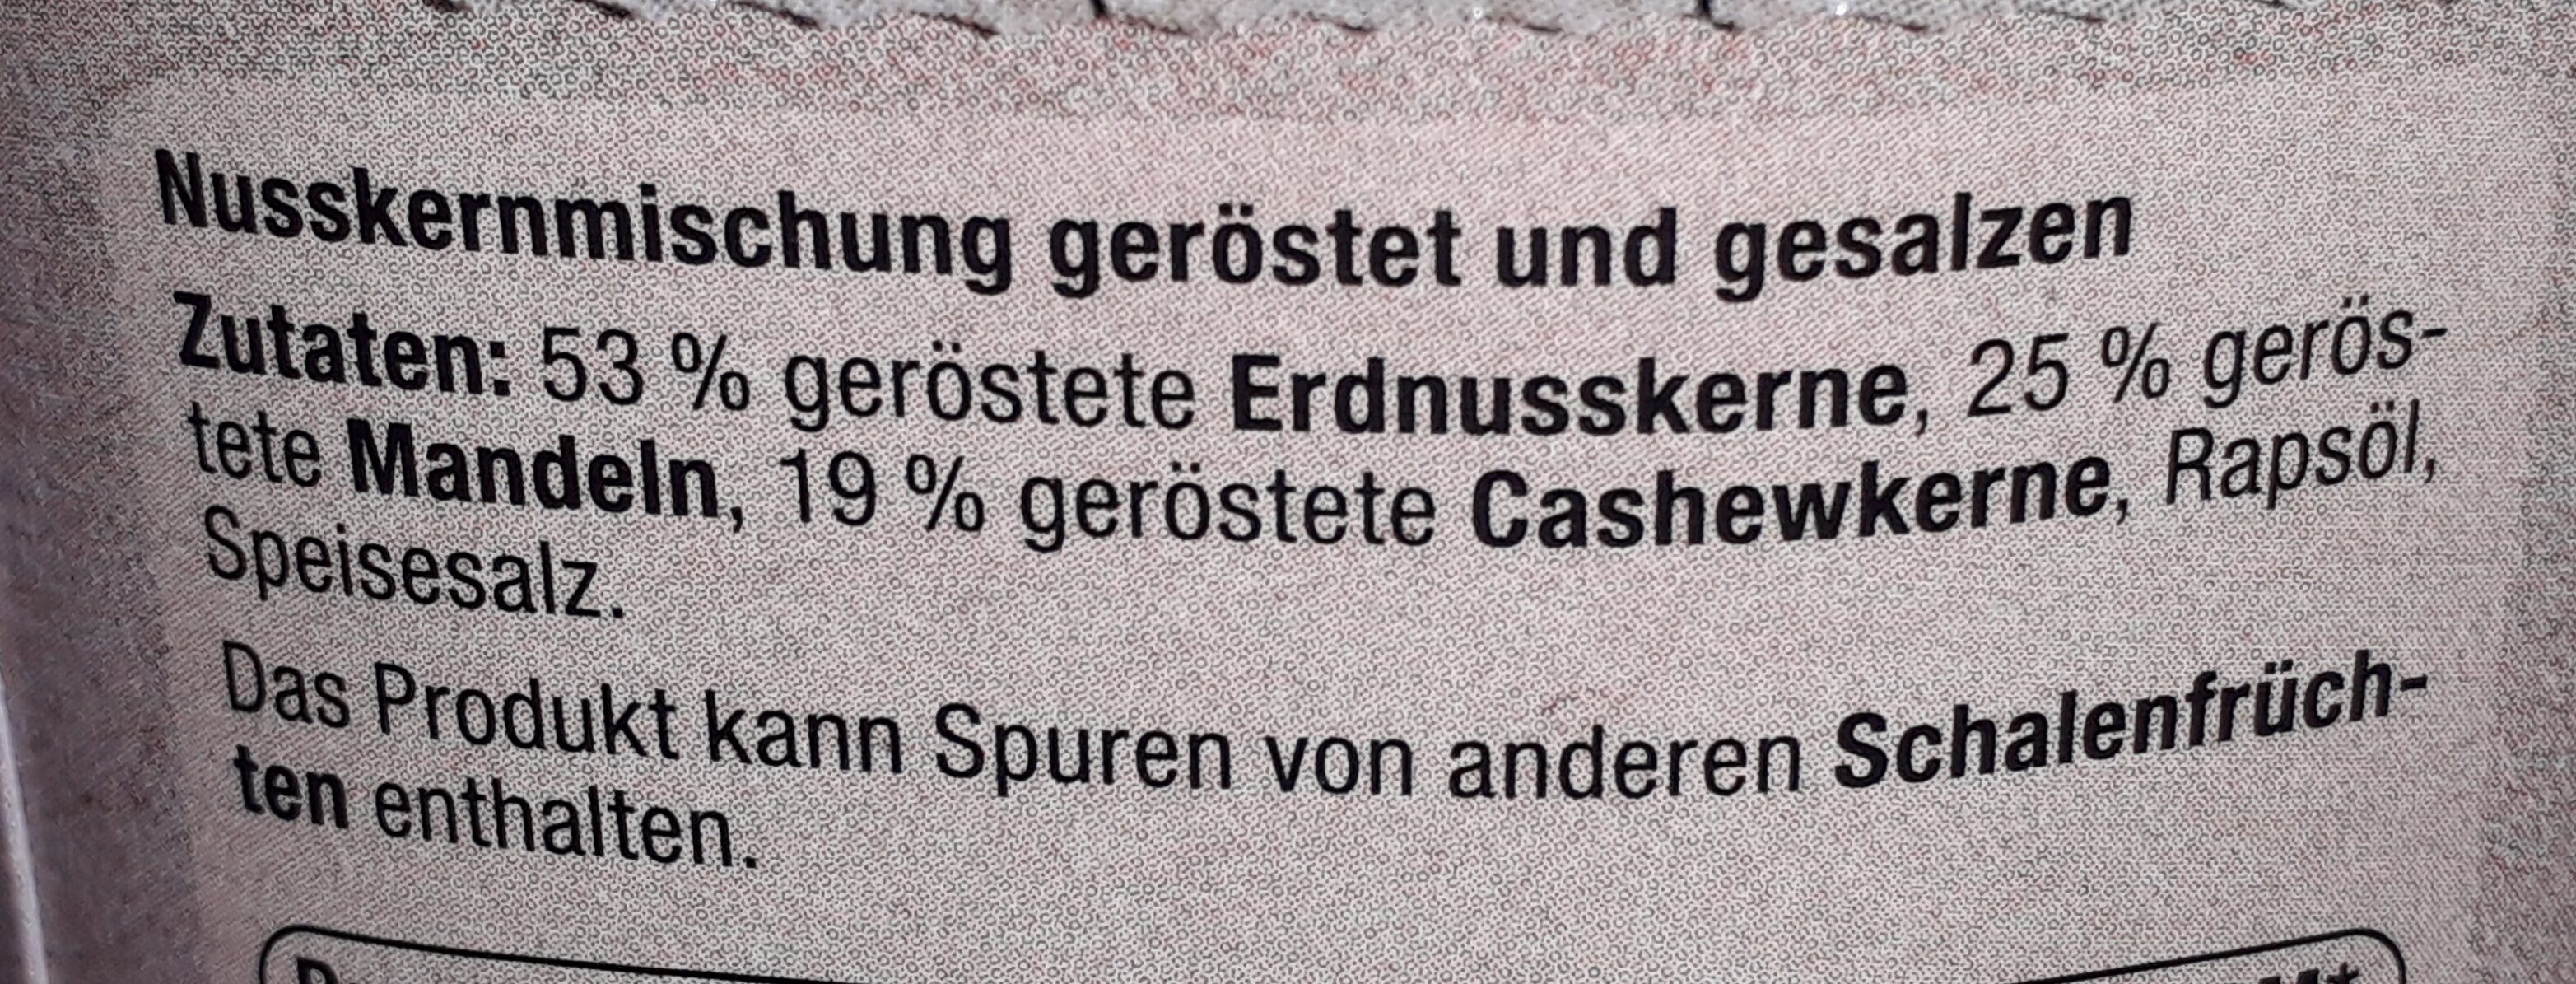 Nusskernmischung geröstet und gesalzen
Zutaten: 53 % geröstete Erdnusskerne, 25 % gerös-
tete Mandeln, 19 % geröstete Cashewkerne, Rapsöl,
Speisesalz.
Das Produkt kann Spuren von anderen Schalenfrüch-
ten enthalten.